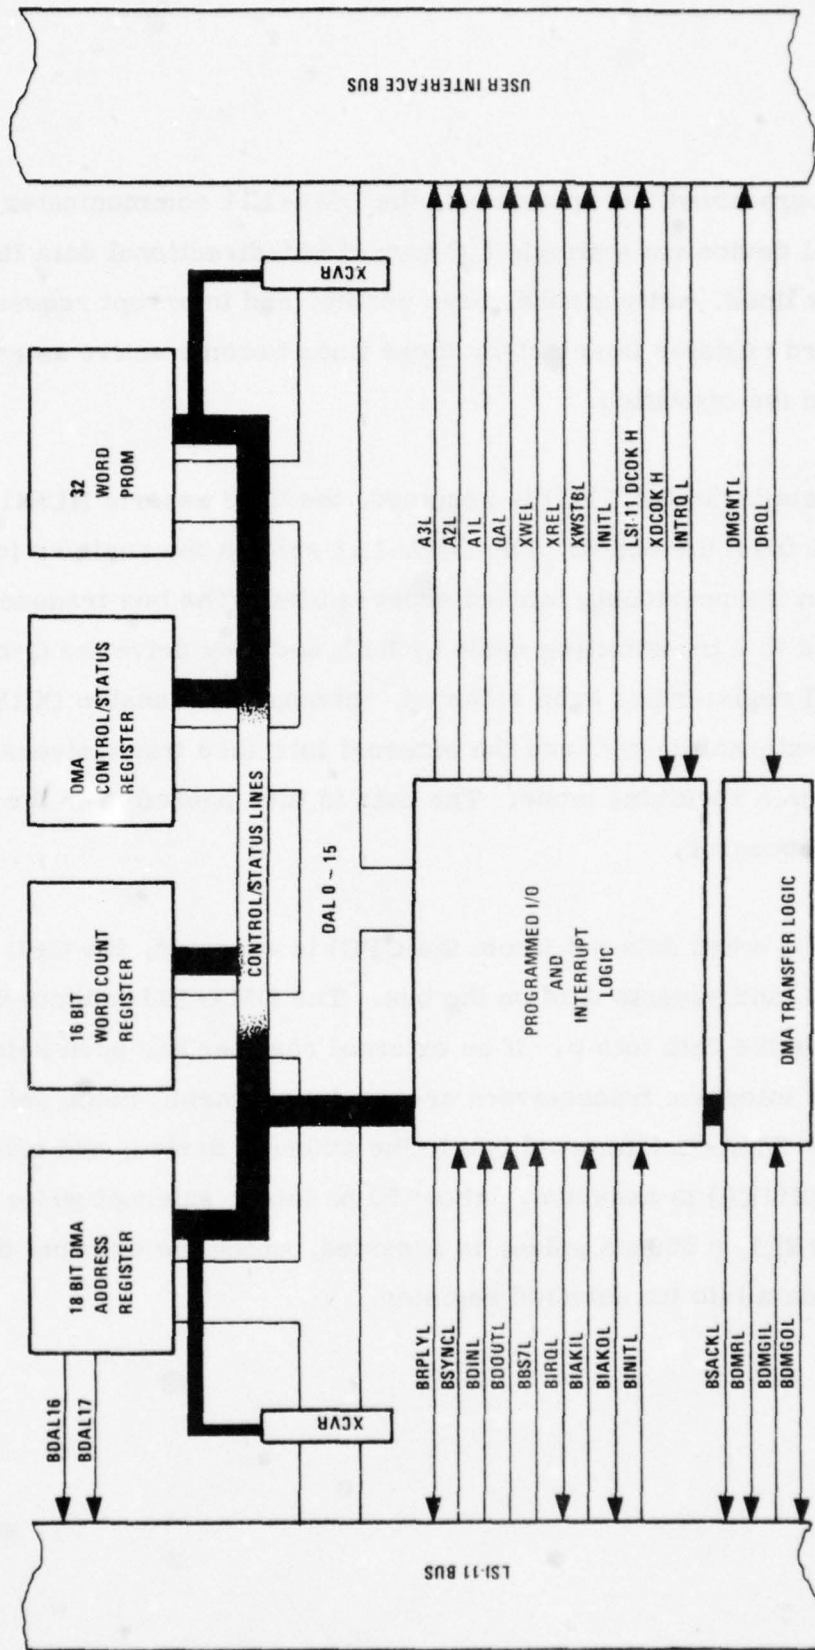 LSI-11 BUS
BDAL16
BDAL17
18 BIT DMA
ADDRESS
REGISTER
16 BIT
WORD COUNT
REGISTER
DMA
CONTROL/STATUS
REGISTER
32
WORD
PROM
USER INTERFACE BUS
XCVR
CONTROL/STATUS LINES
XCVR
DAL 0 ~ 15
BRPLYL
BSYNCL
BDINL
BDOUTL
BBS7L
BIRQL
BIAKIL
BIAKOL
BINITL
PROGRAMMED I/O
AND
INTERRUPT
LOGIC
A3L
A2L
A1L
GAL
XWEL
XREL
XWSTBL
INITL
LSI-11 DCOK H
XDCOK H
INTRQL
BSACKL
BDMRL
BDMGIL
BDMGOL
DMA TRANSFER LOGIC
DMGNTL
DRQL